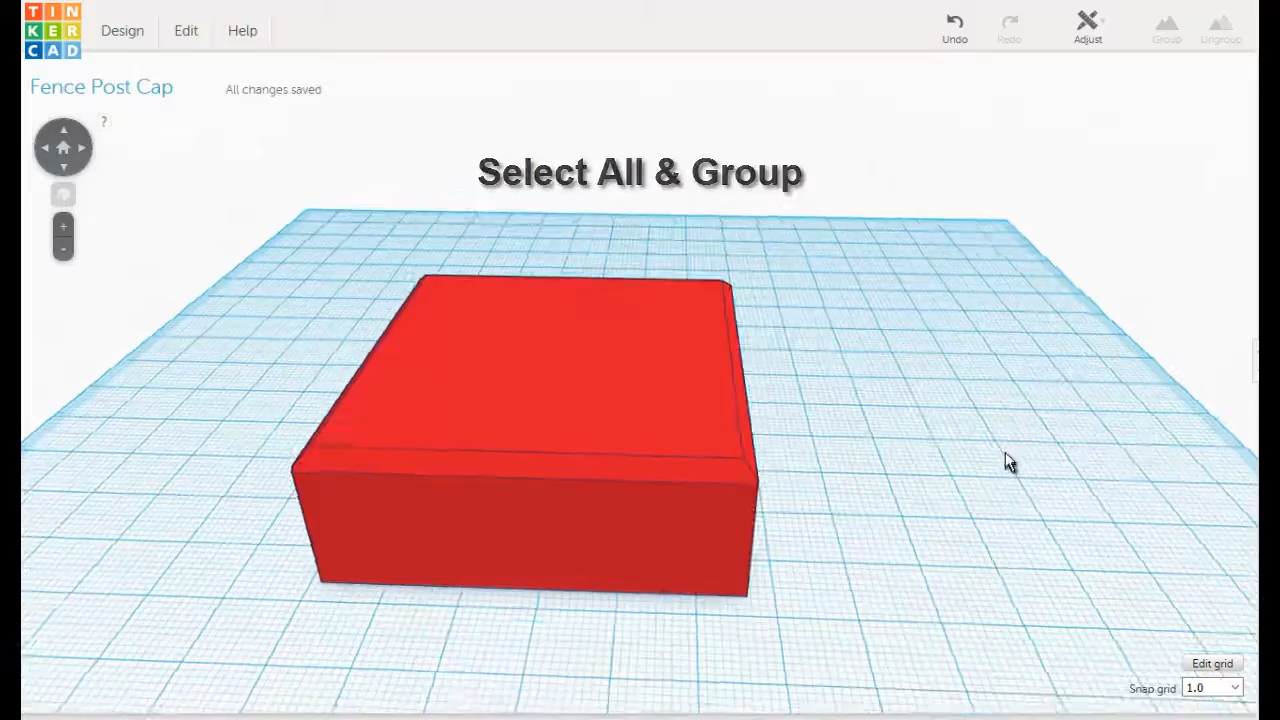 TIN
KER
CAD
Design
Edit
Help
Undo
Redo
Adjust
Group
Ungroup
Fence Post Cap
All changes saved
?
Select All & Group
+
-
Edit grid
Snap grid 1.0